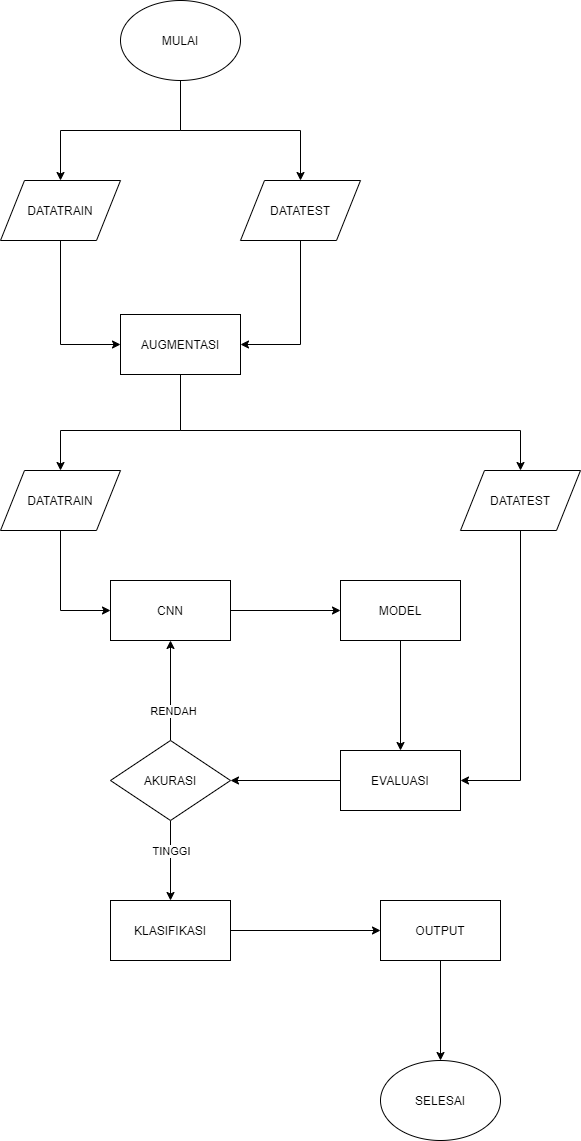 MULAI
DATATRAIN
DATATEST
AUGMENTASI
DATATRAIN
DATATEST
CNN
MODEL
RENDAH
AKURASI
EVALUASI
TINGGI
KLASIFIKASI
OUTPUT
SELESAI